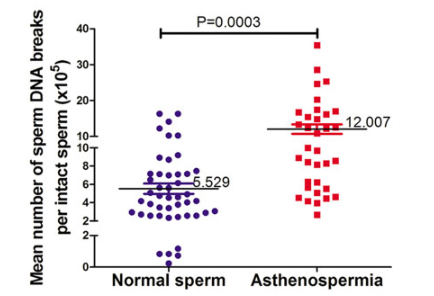 P=0.0003
Mean number of sperm DNA breaks
per intact sperm (x10⁵)
40
30
20
10
10
8
6
4
2
2
0
5.529
12.007
Normal sperm
Asthenospermia